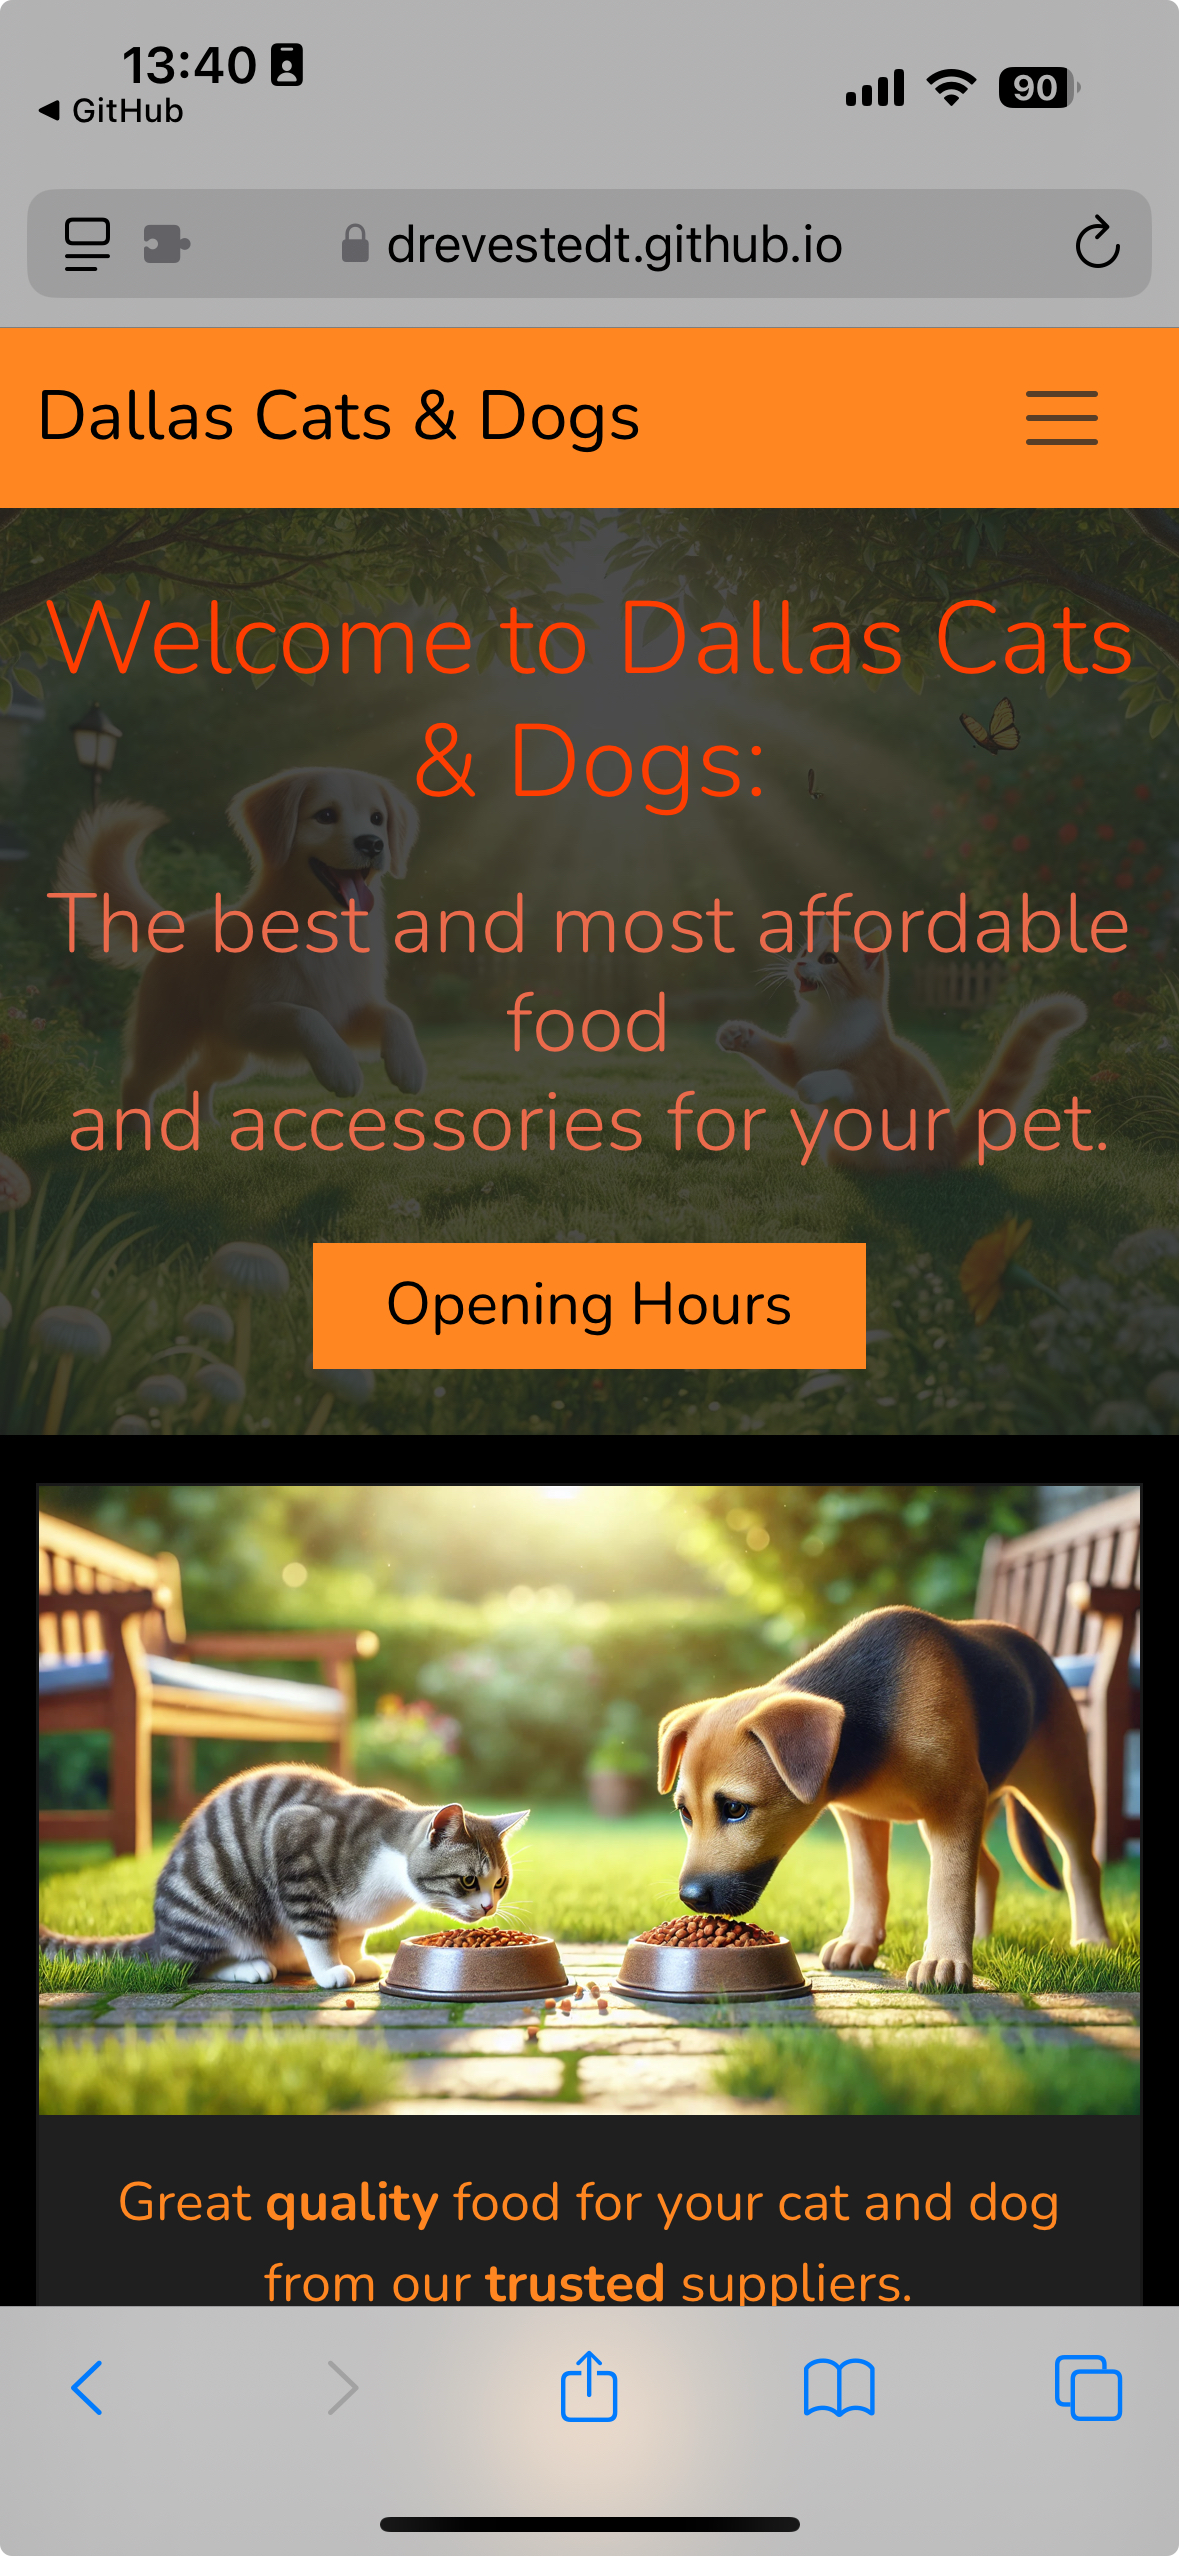 13:40
◀ GitHub
90
drevestedt.github.io
Dallas Cats & Dogs
Welcome to Dallas Cats
& Dogs:
The best and most affordable
food
and accessories for your pet.
Opening Hours
Great quality food for your cat and dog
from our trusted suppliers.